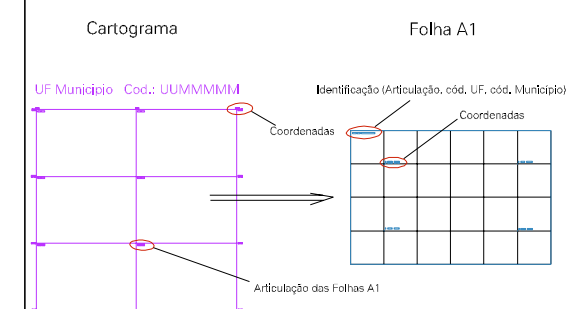 Cartograma
Folha A1
UF Município Cod.: UUMMMMM
Identificação (Articulação, cód. UF, cód. Município)
Coordenadas
Coordenadas
Articulação das Folhas A1